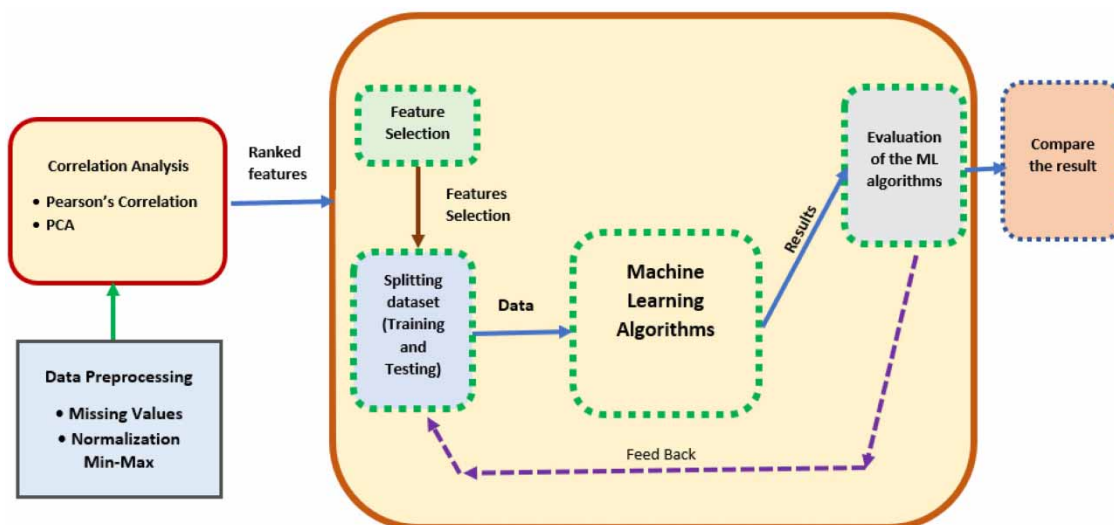 Correlation Analysis
• Pearson's Correlation
• PCA
Data Preprocessing
• Missing Values
• Normalization
Min-Max
Ranked
features
Feature
Selection
Features
Selection
Splitting
dataset
(Training
and
Testing)
Data
Machine
Learning
Algorithms
Results
Evaluation
of the ML
algorithms
Feed Back
Compare
the result